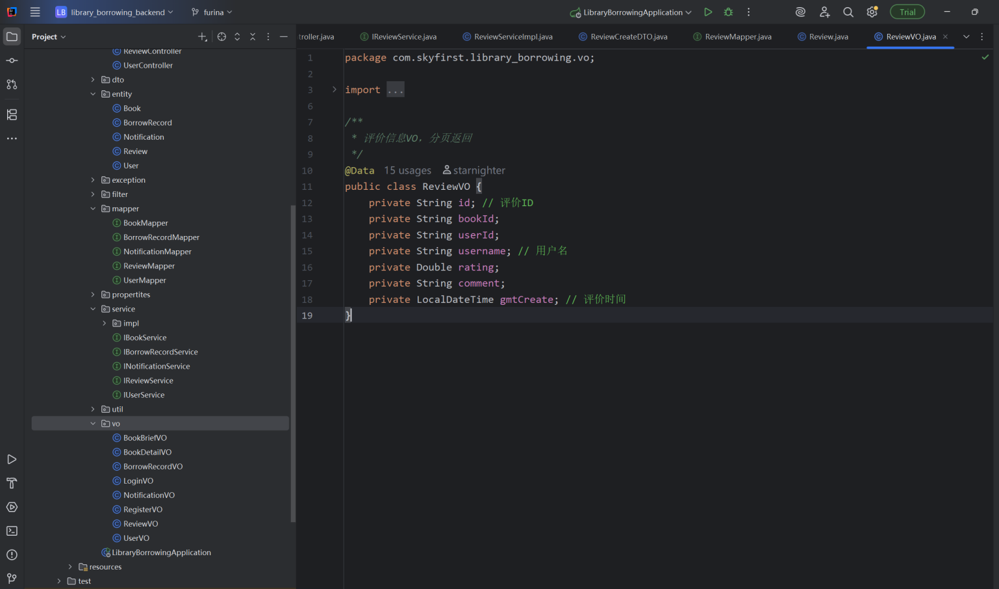 LB library_borrowing_backend
furina
LibraryBorrowingApplication
Trial
Project
troller.java
IReviewService.java
ReviewServiceImpl.java
ReviewCreateDTO.java
ReviewMapper.java
Review.java
ReviewVO.java
ReviewController
UserController
dto
entity
Book
BorrowRecord
Notification
Review
User
exception
filter
mapper
BookMapper
BorrowRecordMapper
NotificationMapper
ReviewMapper
UserMapper
propertites
service
impl
IBookService
IBorrowRecordService
INotificationService
IReviewService
IUserService
util
vo
BookBriefVO
BookDetailVO
BorrowRecordVO
LoginVO
NotificationVO
RegisterVO
ReviewVO
UserVO
LibraryBorrowingApplication
resources
test
1 package com.skyfirst.library_borrowing.vo;
2
3 import ...
6
7 /**
8 * 评价信息VO，分页返回
9 */
10 @Data 15 usages starnighter
11 public class ReviewVO {
12 private String id; // 评价ID
13 private String bookId;
14 private String userId;
15 private String username; // 用户名
16 private Double rating;
17 private String comment;
18 private LocalDateTime gmtCreate; // 评价时间
19 }